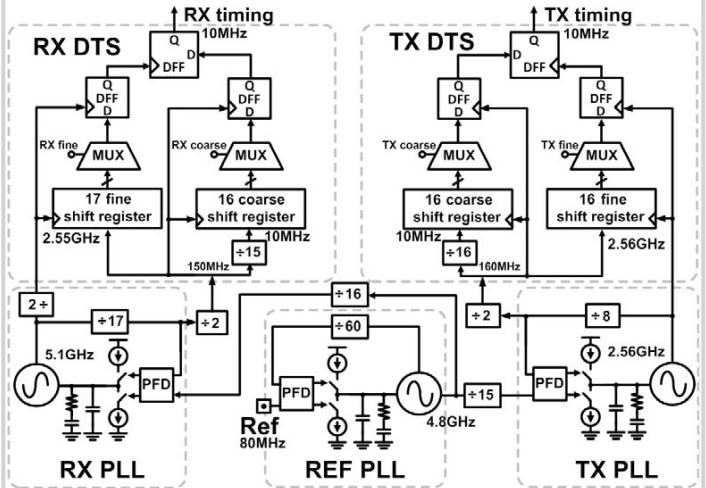 RX timing
TX timing
10MHz
10MHz
RX DTS
TX DTS
Q
DFF
Q
D
DFF
D
Q
DFF
D
Q
DFF
D
Q
DFF
D
Q
DFF
D
RX fine
MUX
RX coarse
MUX
TX coarse
MUX
TX fine
MUX
17 fine
shift register
16 coarse
shift register
16 coarse
shift register
16 fine
shift register
2.55GHz
10MHz
10MHz
2.56GHz
÷15
÷16
150MHz
160MHz
2÷
÷17
÷2
÷16
÷60
÷2
÷8
5.1GHz
2.56GHz
PFD
PFD
PFD
÷15
4.8GHz
Ref
80MHz
RX PLL
REF PLL
TX PLL